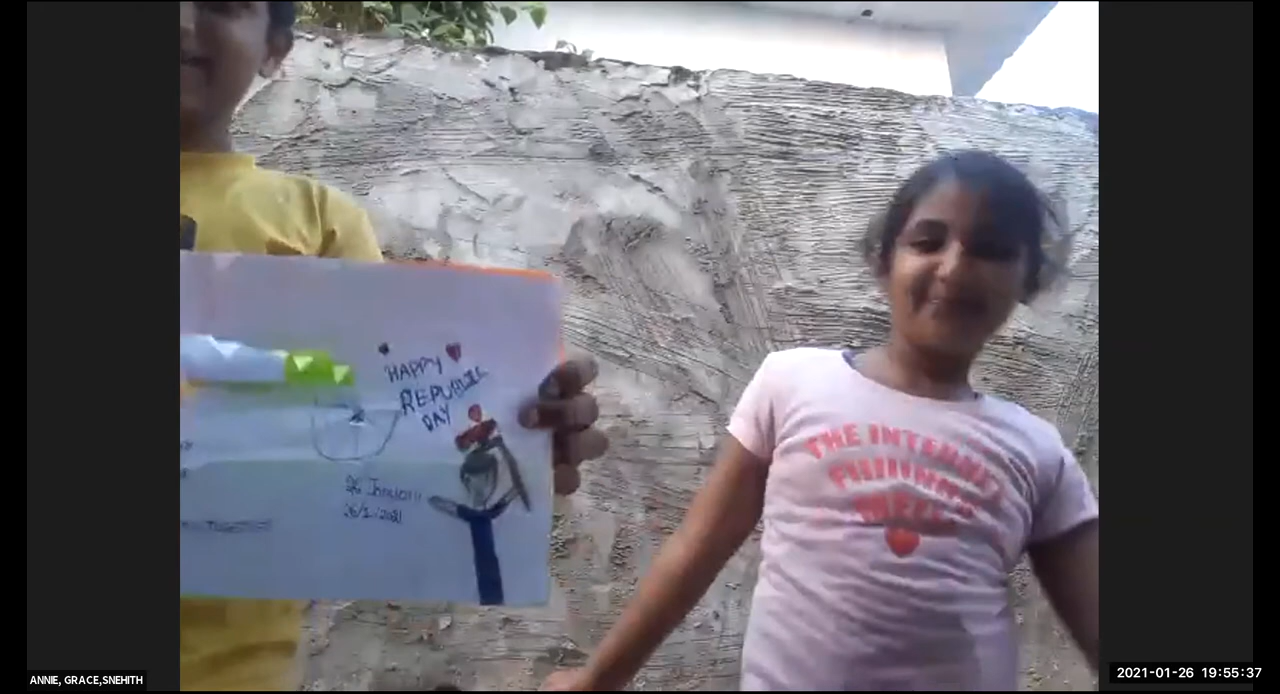 HAPPY
REPUBLIC
DAY
26 January
26/1/2021
THE INTERNET
ANNIE, GRACE,SNEHITH
2021-01-26 19:55:37